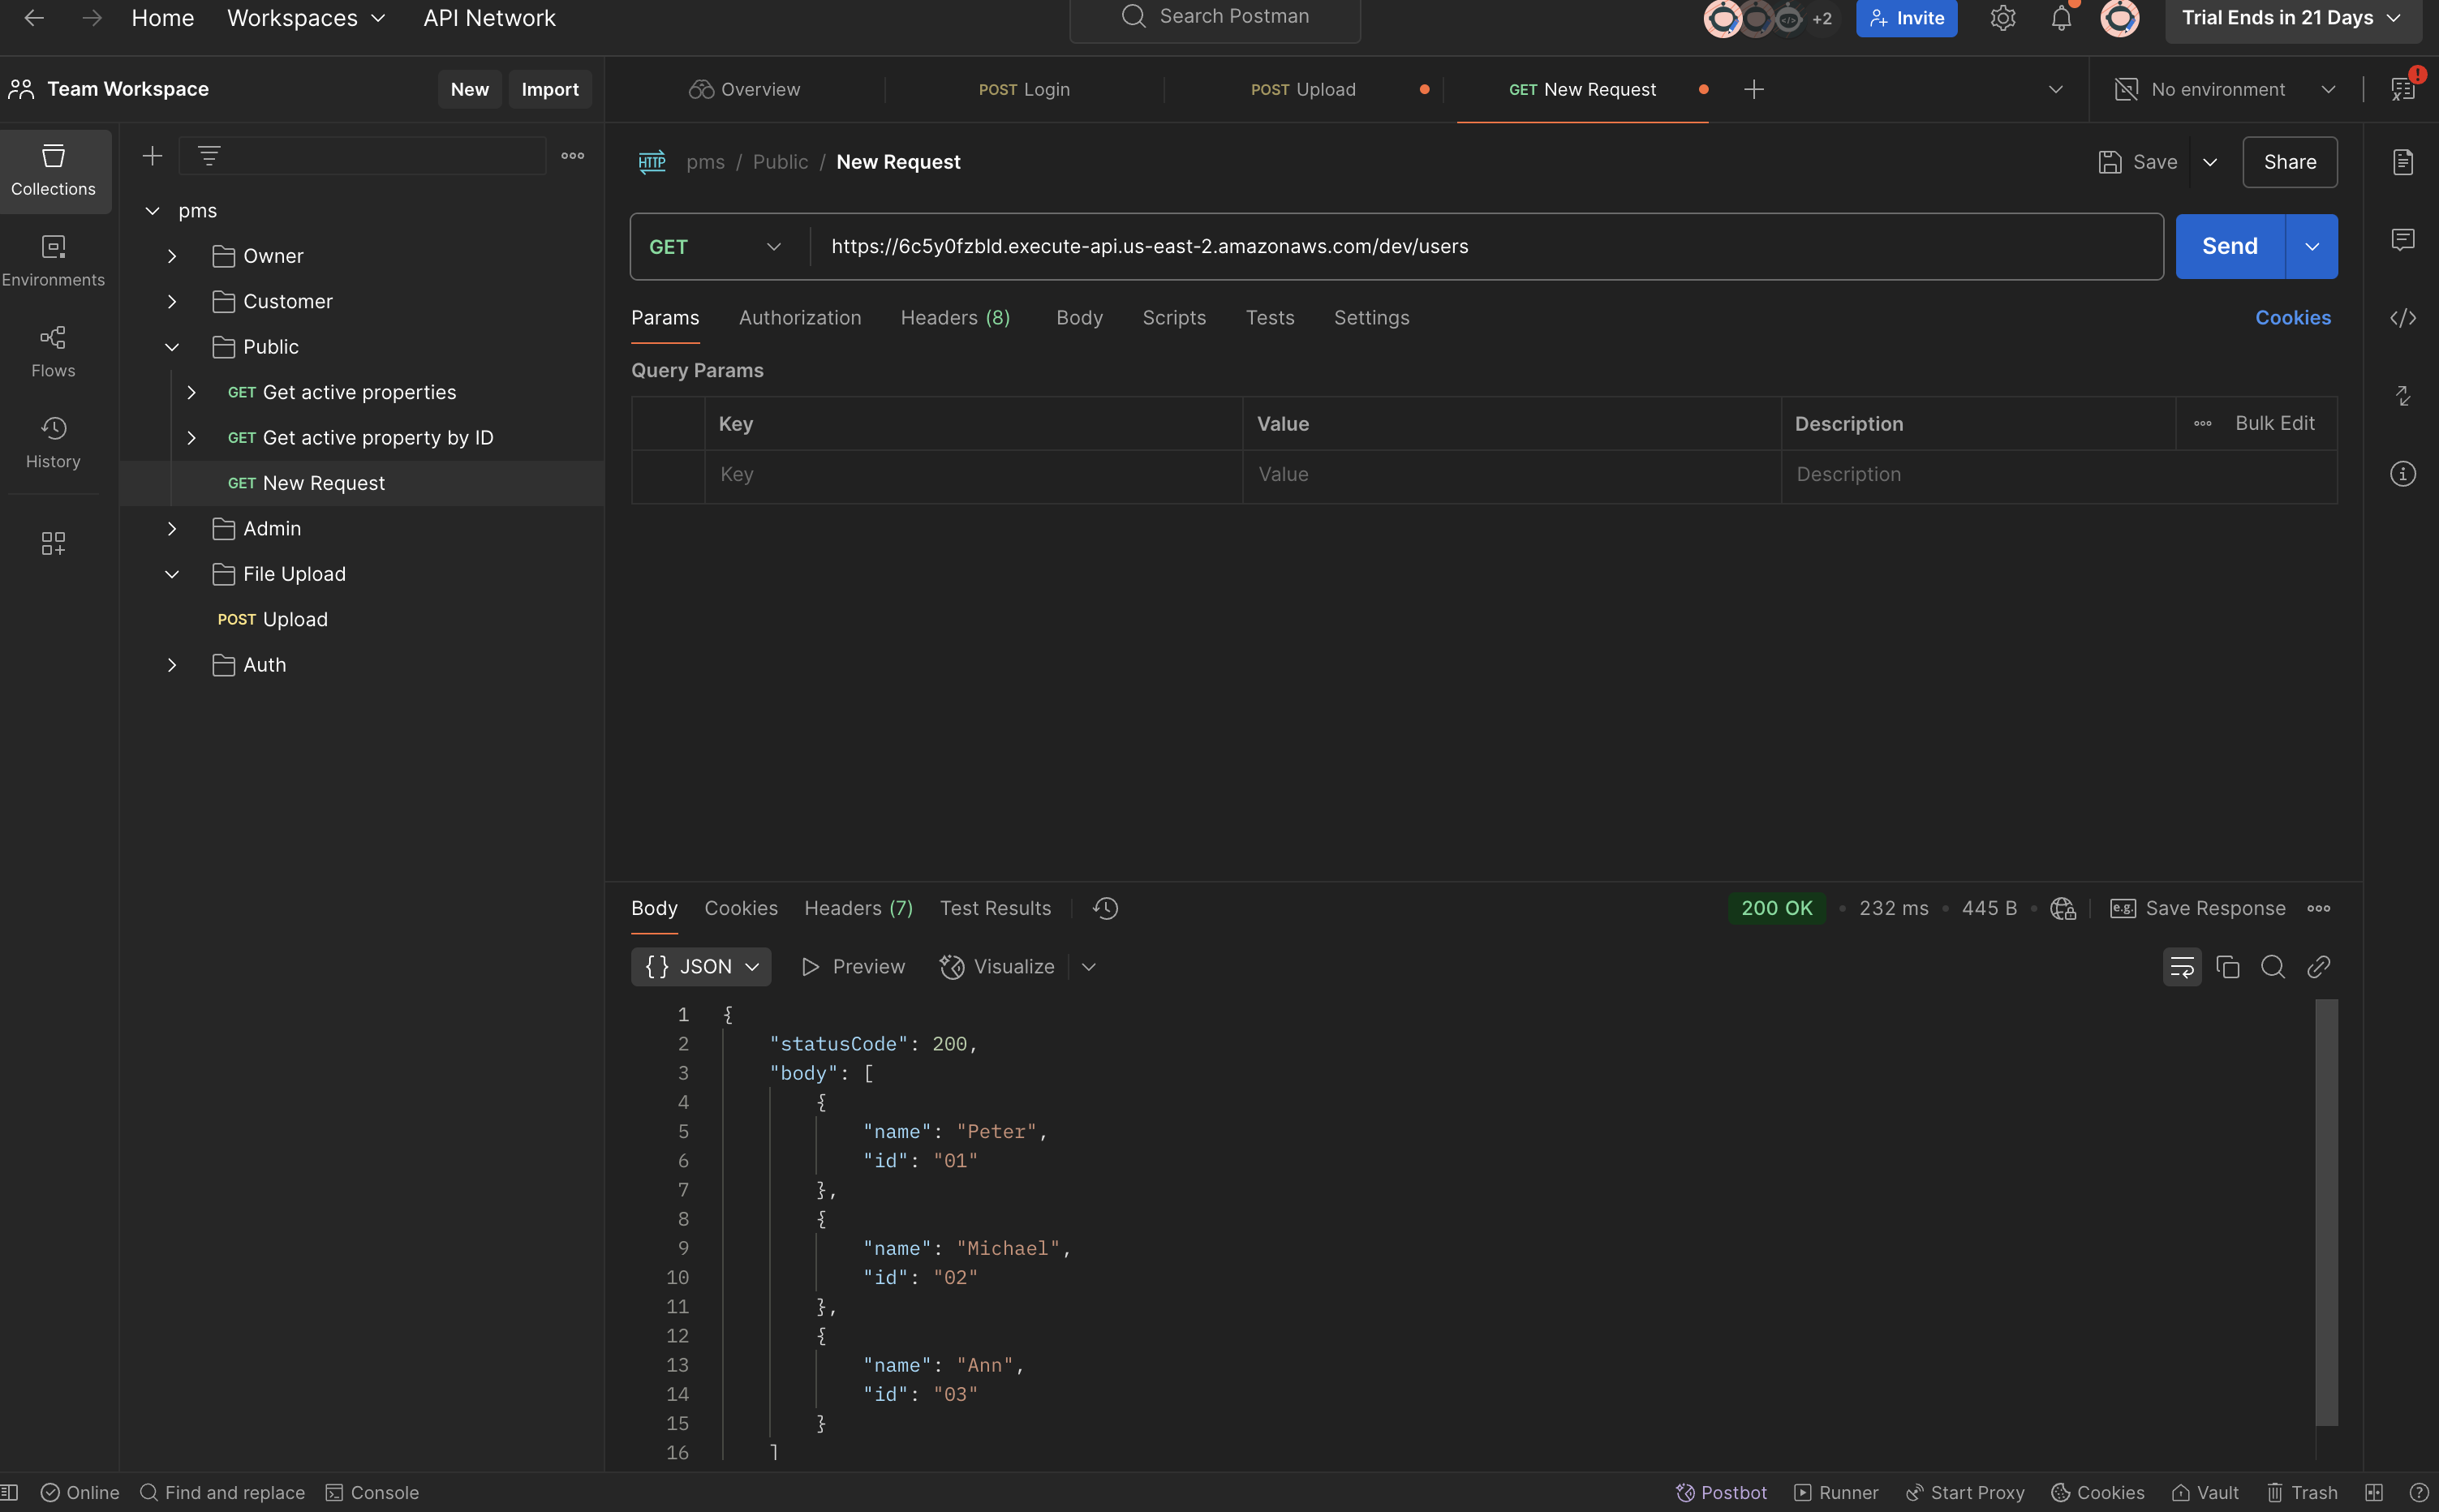 Home Workspaces API Network Search Postman +2 Invite Trial Ends in 21 Days
Team Workspace New Import Overview POST Login POST Upload GET New Request No environment
Collections
Environments
Flows
History
pms
Owner
Customer
Public
GET Get active properties
GET Get active property by ID
GET New Request
Admin
File Upload
POST Upload
Auth
HTTP pms / Public / New Request Save Share
GET https://6c5y0fzbld.execute-api.us-east-2.amazonaws.com/dev/users Send
Params Authorization Headers (8) Body Scripts Tests Settings Cookies
Query Params
Key Value Description Bulk Edit
Key Value Description
Body Cookies Headers (7) Test Results 200 OK 232 ms 445 B e.g. Save Response
{} JSON Preview Visualize
1 {
2 "statusCode": 200,
3 "body": [
4 {
5 "name": "Peter",
6 "id": "01"
7 },
8 {
9 "name": "Michael",
10 "id": "02"
11 },
12 {
13 "name": "Ann",
14 "id": "03"
15 }
16 ]
Online Find and replace Console Postbot Runner Start Proxy Cookies Vault Trash